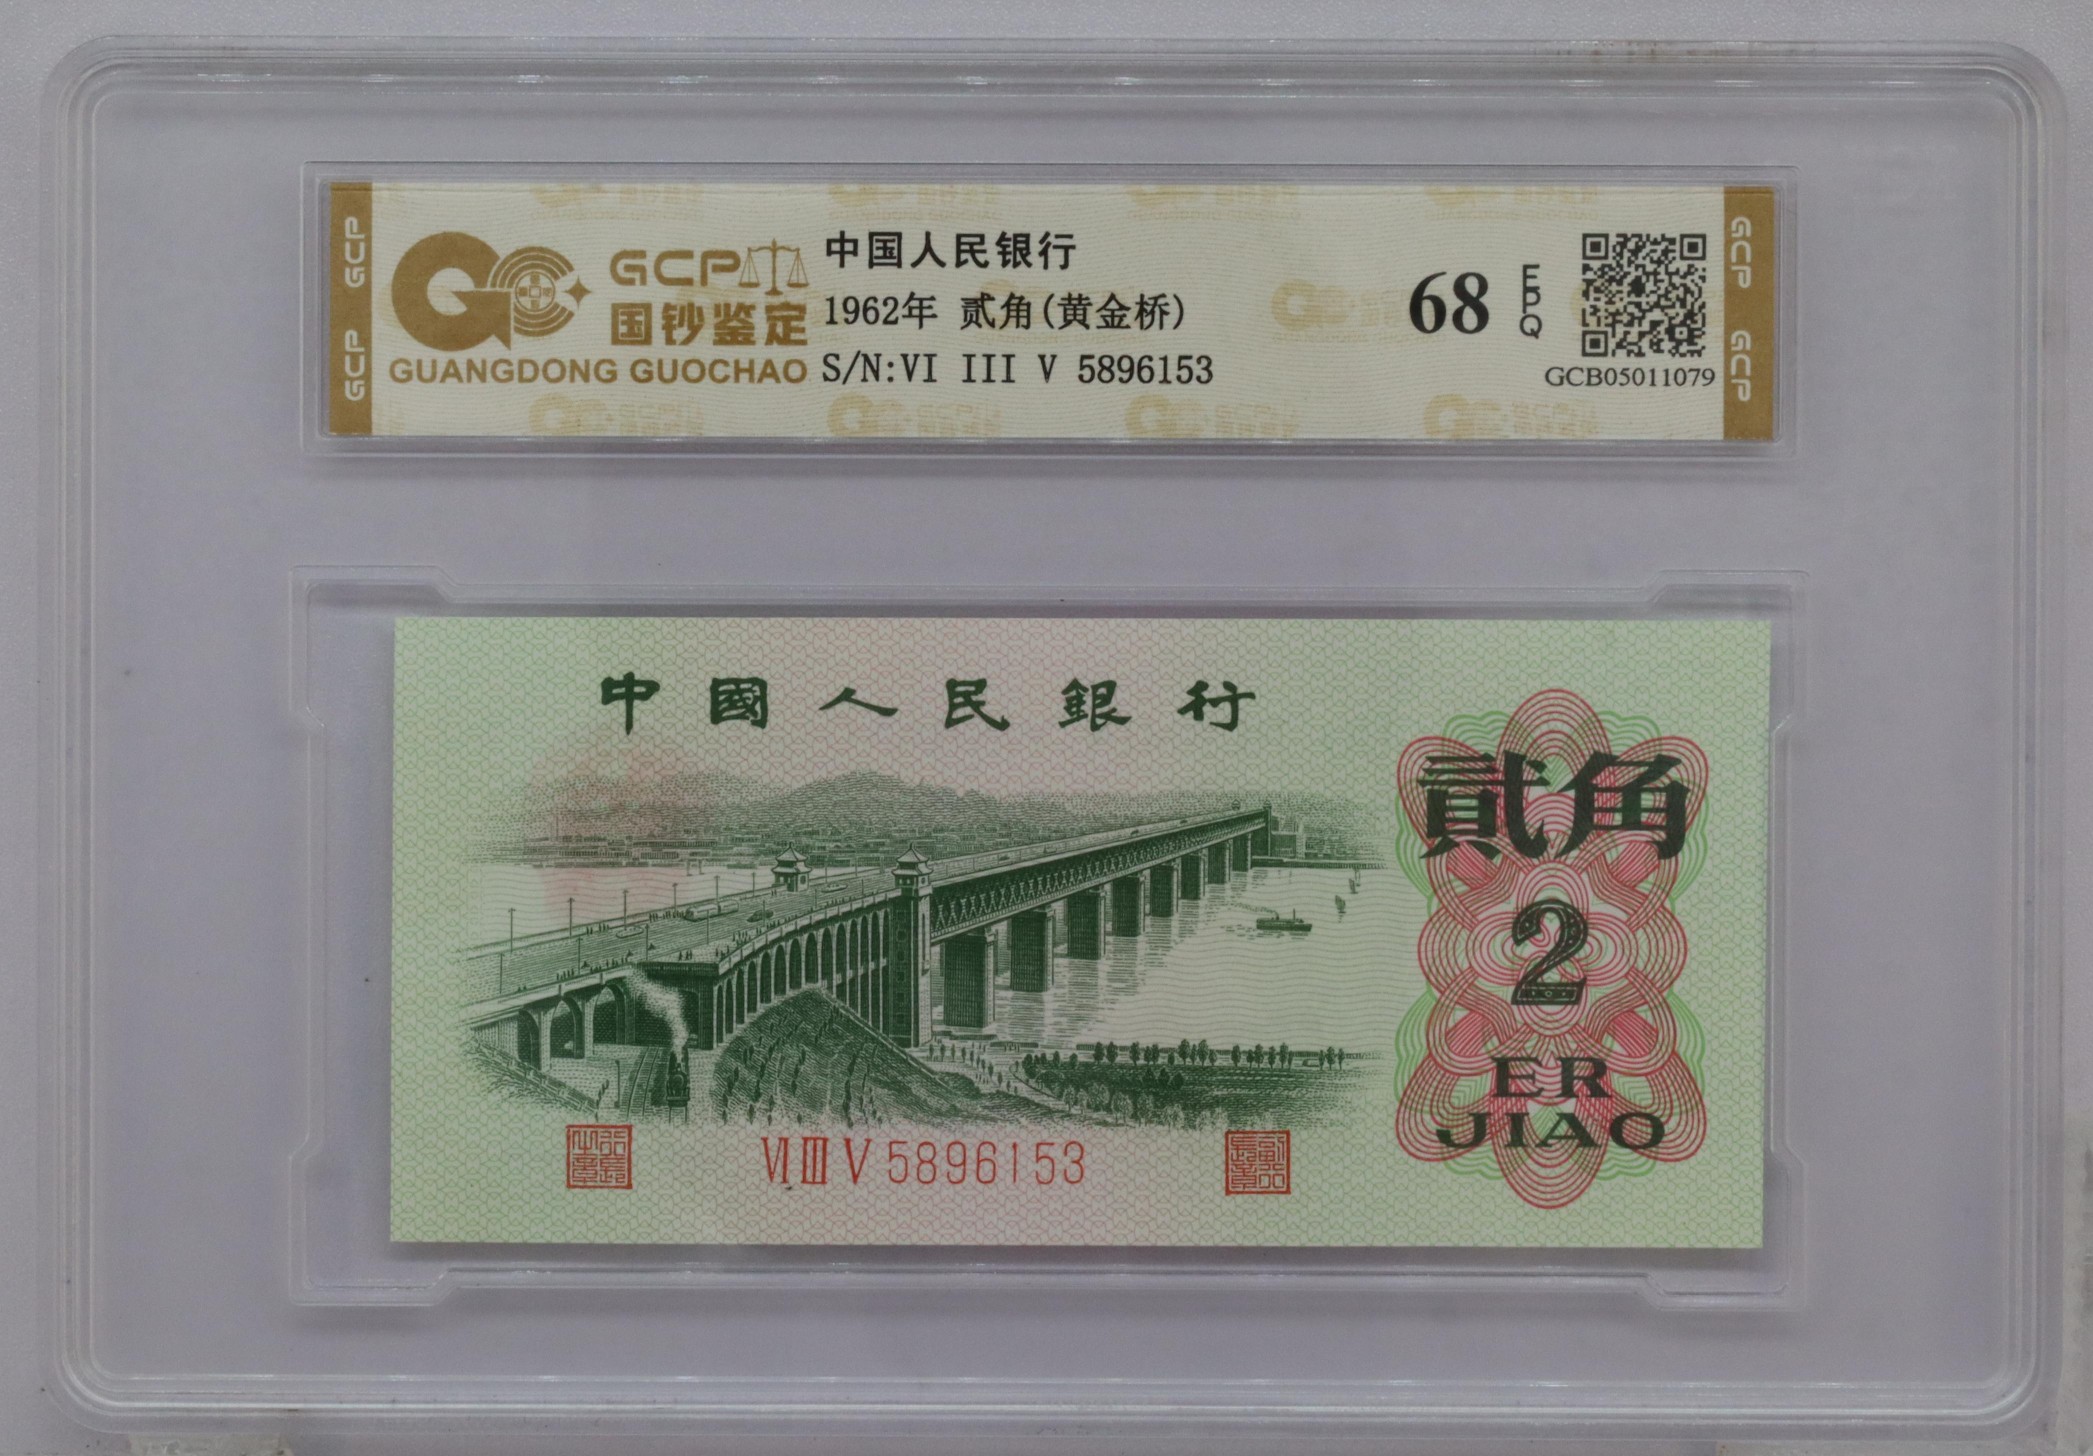 GCP GCP
GCP
国钞鉴定
GUANGDONG GUOCHAO
中国人民银行
1962年 贰角(黄金桥)
S/N:VI III V 5896153
68 EPQ
GCB05011079
GCP GCP
中國人民銀行
貳角
2
ER
JIAO
VI III V 5896153